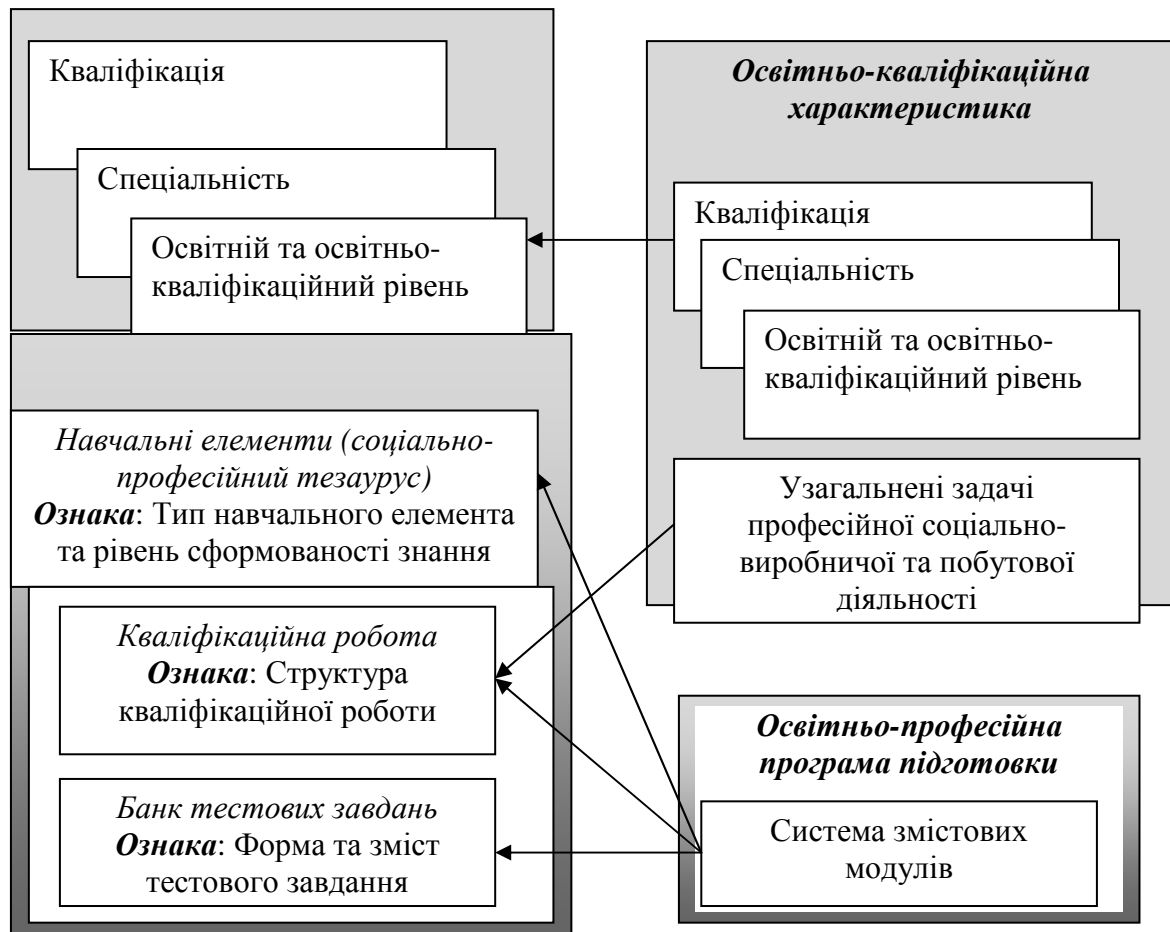 Кваліфікація
Спеціальність
Освітній та освітньо-
кваліфікаційний рівень
Навчальні елементи (соціально-
професійний тезаурус)
Ознака: Тип навчального елемента
та рівень сформованості знання
Кваліфікаційна робота
Ознака: Структура
кваліфікаційної роботи
Банк тестових завдань
Ознака: Форма та зміст
тестового завдання
Освітньо-кваліфікаційна
характеристика
Кваліфікація
Спеціальність
Освітній та освітньо-
кваліфікаційний рівень
Узагальнені задачі
професійної соціально-
виробничої та побутової
діяльності
Освітньо-професійна
програма підготовки
Система змістових
модулів